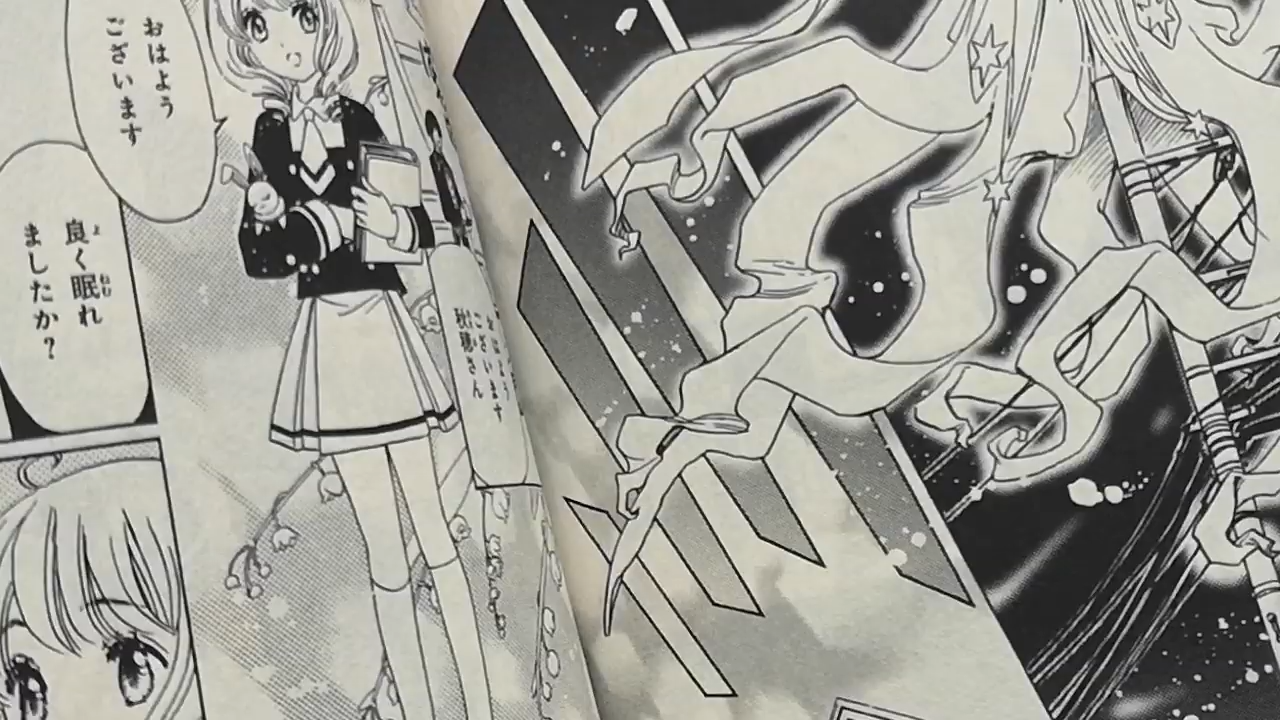 おはよう
ございます
良く眠れ
ましたか?
おはよう
ございます
秋穂さん